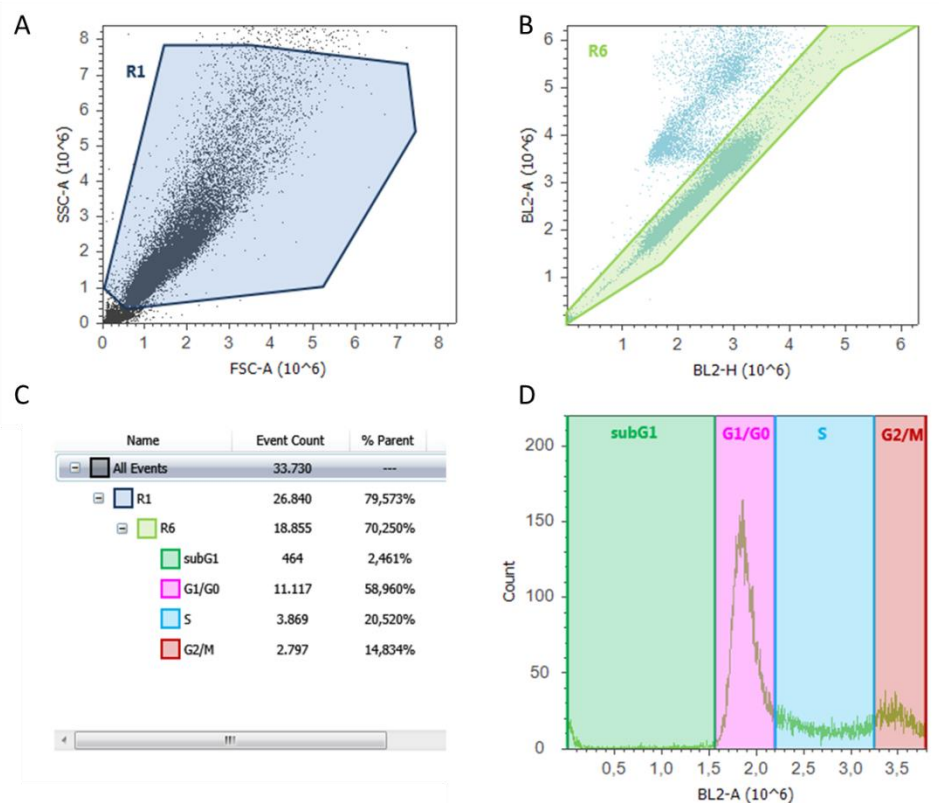 A
8
7
6
5
4
3
2
1
0
R1
SSC-A (10^6)
0 1 2 3 4 5 6 7 8
FSC-A (10^6)
B
6
5
4
3
2
1
R6
BL2-A (10^6)
1 2 3 4 5 6
BL2-H (10^6)
C
Name Event Count % Parent
All Events 33.730 ---
R1 26.840 79,573%
R6 18.855 70,250%
subG1 464 2,461%
G1/G0 11.117 58,960%
S 3.869 20,520%
G2/M 2.797 14,834%
D
subG1 G1/G0 S G2/M
200
150
100
50
0
Count
0,5 1,0 1,5 2,0 2,5 3,0 3,5
BL2-A (10^6)